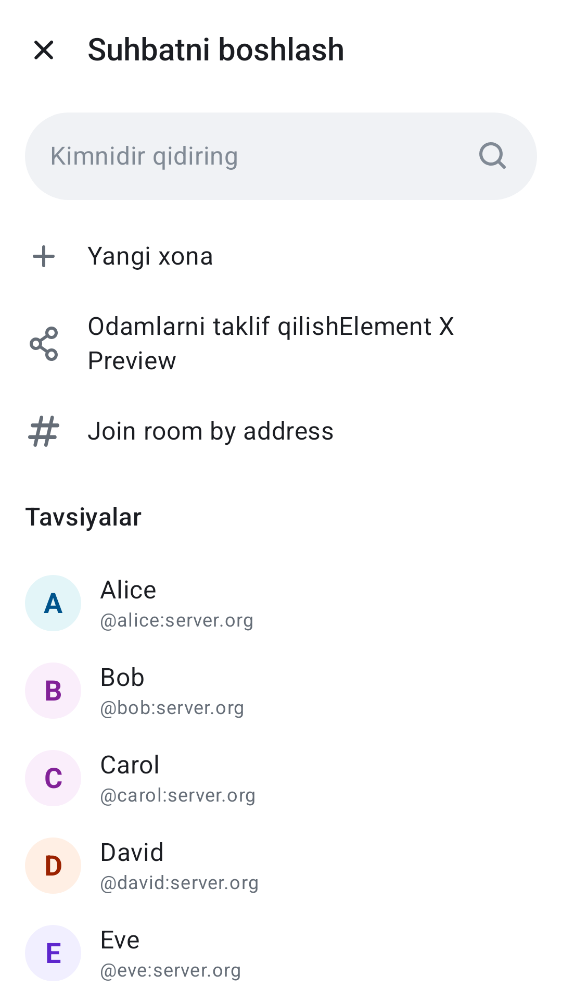 Suhbatni boshlash
Kimnidir qidiring
Yangi xona
Odamlarni taklif qilishElement X
Preview
Join room by address
Tavsiyalar
A
Alice
@alice:server.org
B
Bob
@bob:server.org
C
Carol
@carol:server.org
D
David
@david:server.org
E
Eve
@eve:server.org